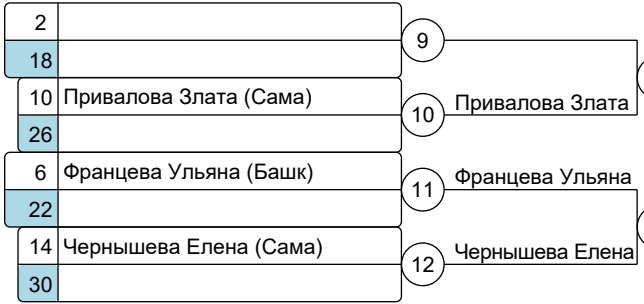 2
9
18
10 Привалова Злата (Сама)
10 Привалова Злата
26
6 Францева Ульяна (Башк)
11 Францева Ульяна
22
14 Чернышева Елена (Сама)
12 Чернышева Елена
30